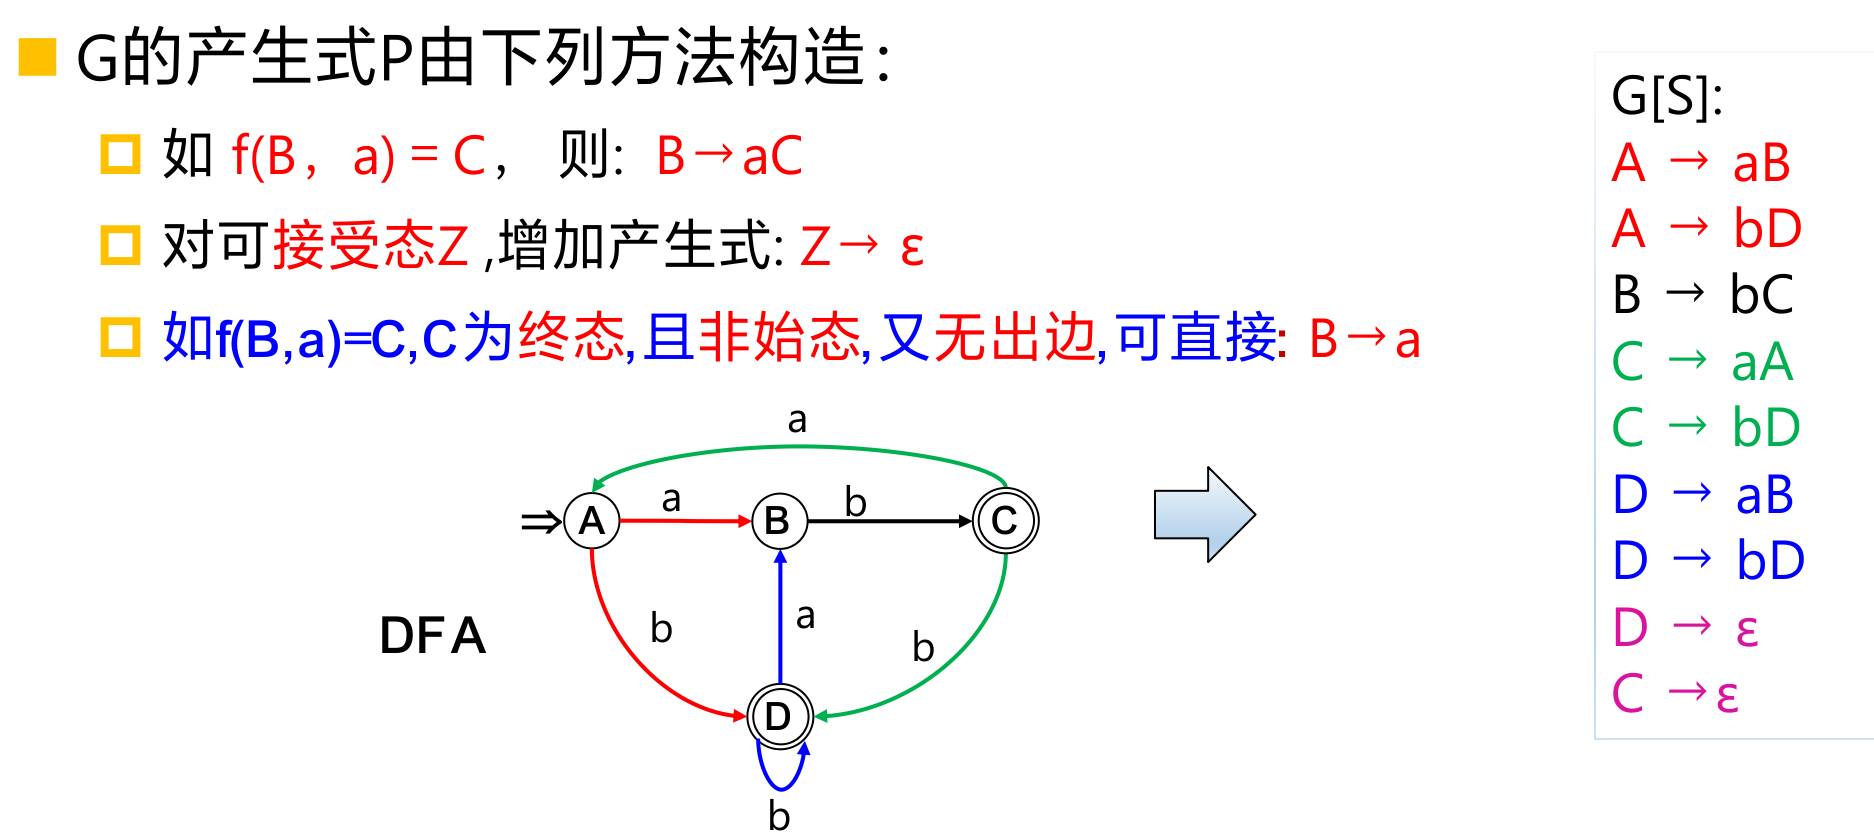 G的产生式P由下列方法构造：
如 f(B， a) = C， 则: B→aC
对可接受态Z ,增加产生式: Z→ ε
如f(B,a)=C,C为终态,且非始态,又无出边,可直接: B→a
a
a
b
⇒ A B C
b
a
b
DFA
D
b
G[S]:
A → aB
A → bD
B → bC
C → aA
C → bD
D → aB
D → bD
D → ε
C →ε